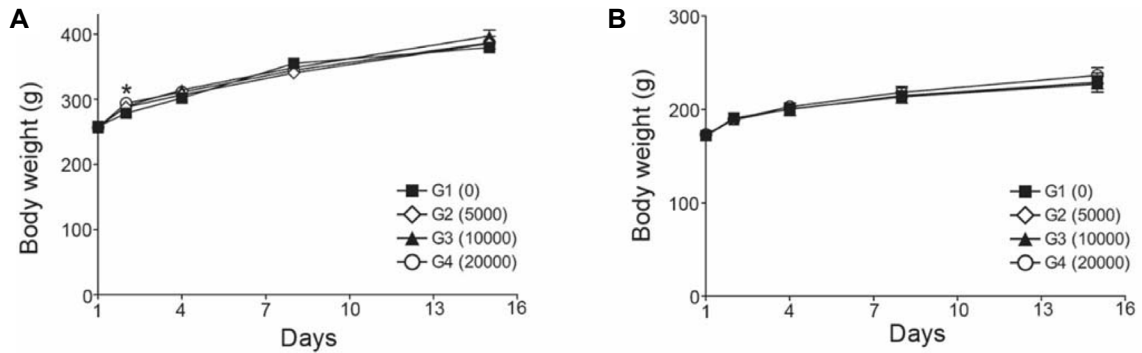 A
Body weight (g)
400
300
200
100
0
*
G1 (0)
G2 (5000)
G3 (10000)
G4 (20000)
1
4
7
10
13
16
Days
B
Body weight (g)
300
200
100
0
G1 (0)
G2 (5000)
G3 (10000)
G4 (20000)
1
4
7
10
13
16
Days